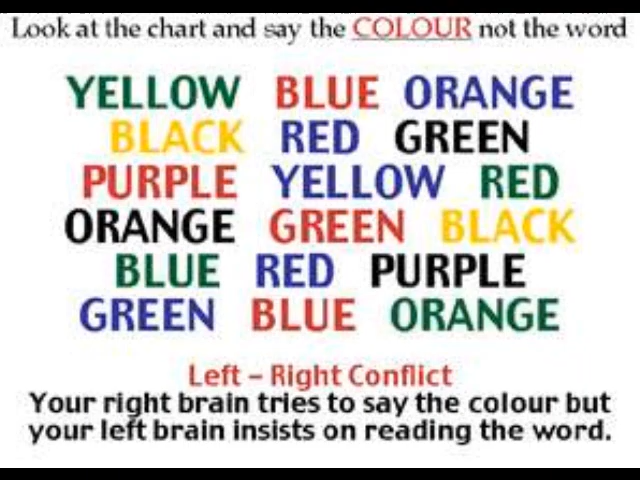 Look at the chart and say the COLOUR not the word
YELLOW BLUE ORANGE
BLACK RED GREEN
PURPLE YELLOW RED
ORANGE GREEN BLACK
BLUE RED PURPLE
GREEN BLUE ORANGE
Left – Right Conflict
Your right brain tries to say the colour but
your left brain insists on reading the word.